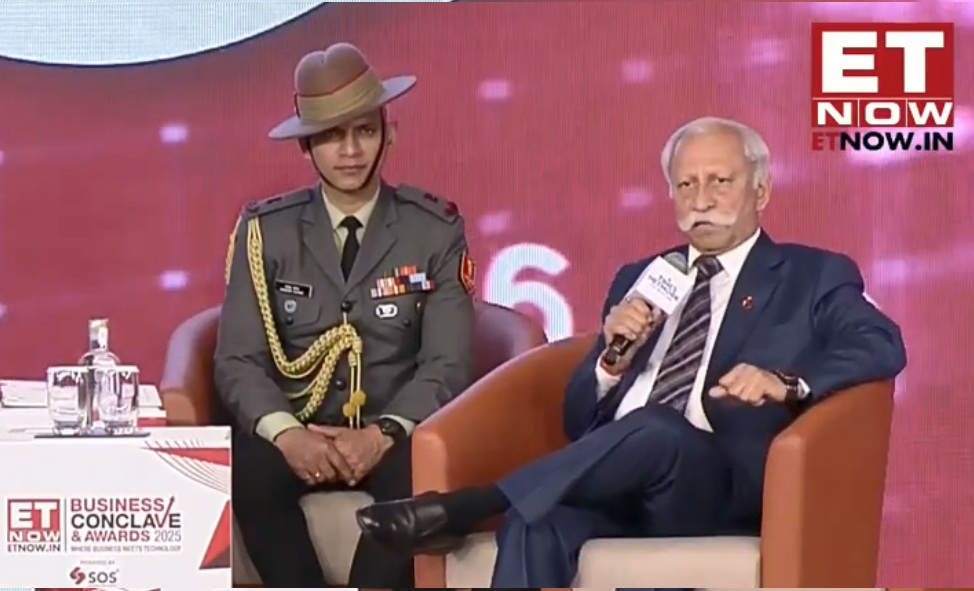 ET
NOW
ETNOW.IN
6
ET
NOW
ETNOW.IN
BUSINESS
CONCLAVE
& AWARDS 2025
WHERE BUSINESS MEETS TECHNOLOGY
POWERED BY
SOS